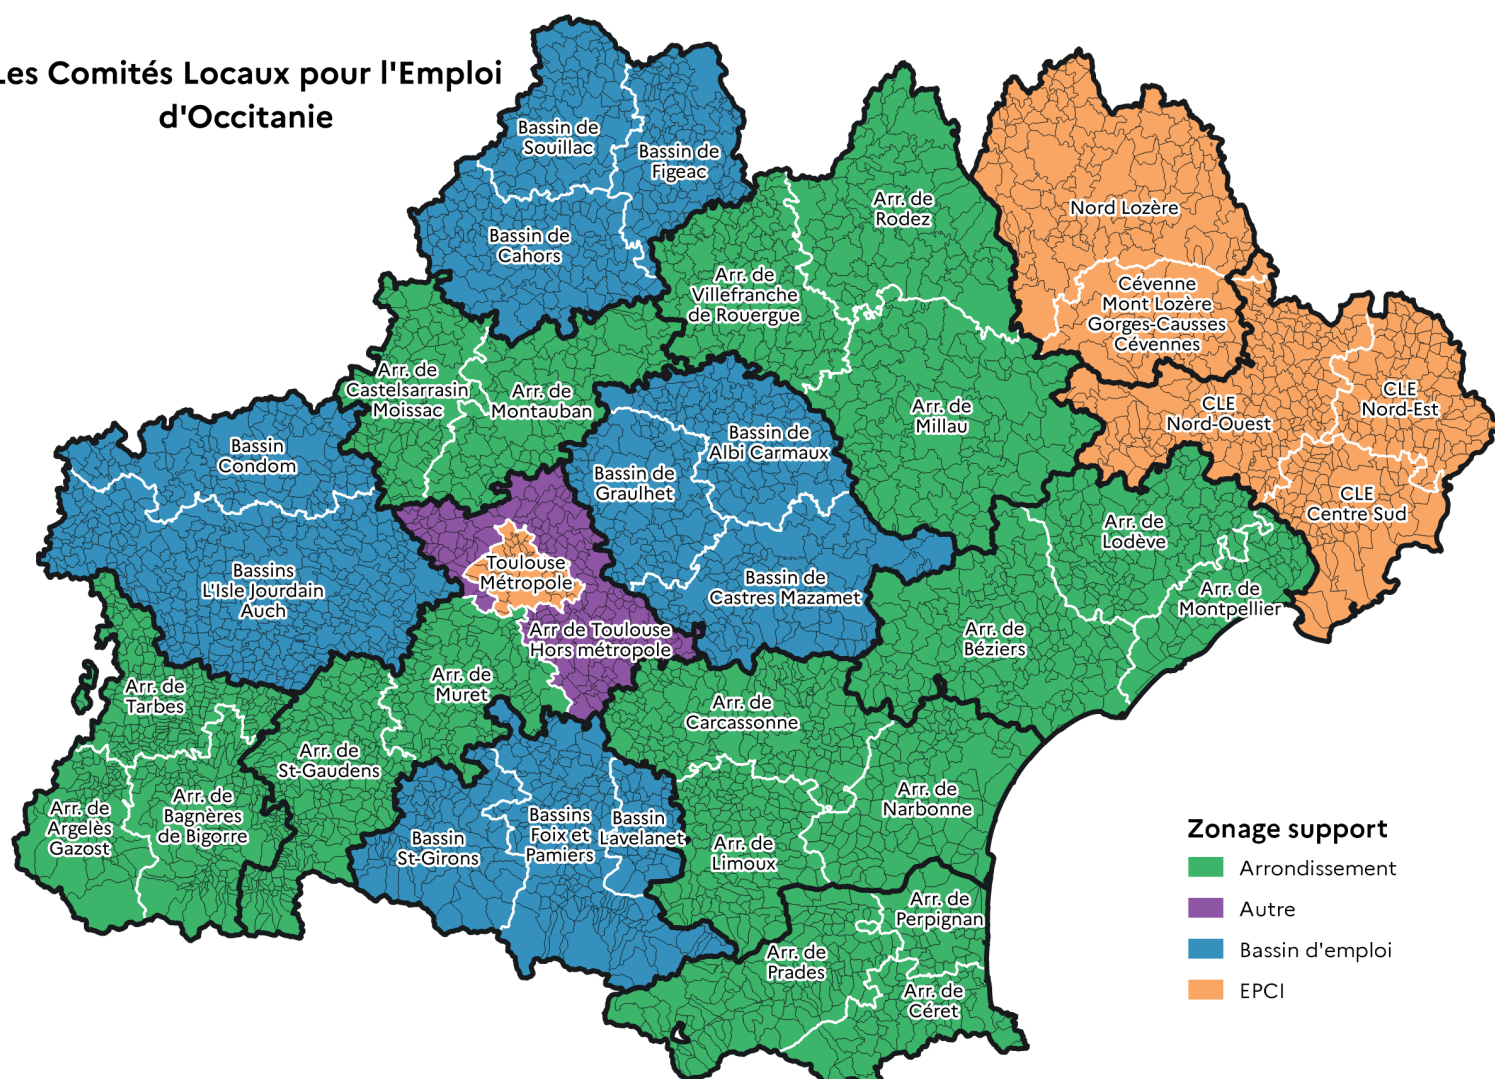 Les Comités Locaux pour l'Emploi
d'Occitanie
Bassin de
Souillac
Bassin de
Figeac
Bassin de
Cahors
Arr. de
Rodez
Nord Lozère
Arr. de
Villefranche
de Rouergue
Cévenne
Mont Lozère
Gorges-Causses
Cévennes
Arr. de
Castelsarrasin
Moissac
Arr. de
Montauban
Arr. de
Millau
CLE
Nord-Ouest
CLE
Nord-Est
Bassin
Condom
Bassin de
Albi Carmaux
Bassin de
Graulhet
CLE
Centre Sud
Arr. de
Lodève
Toulouse
Métropole
Bassins
L'Isle Jourdain
Auch
Bassin de
Castres Mazamet
Arr. de
Montpellier
Arr de Toulouse
Hors métropole
Arr. de
Béziers
Arr. de
Muret
Arr. de
Tarbes
Arr. de
Carcassonne
Arr. de
St-Gaudens
Arr. de
Narbonne
Arr. de
Argelès
Gazost
Arr. de
Bagnères
de Bigorre
Bassin
St-Girons
Bassins
Foix et
Pamiers
Bassin
Lavelanet
Arr. de
Limoux
Arr. de
Perpignan
Arr. de
Prades
Arr. de
Céret
Zonage support
Arrondissement
Autre
Bassin d'emploi
EPCI